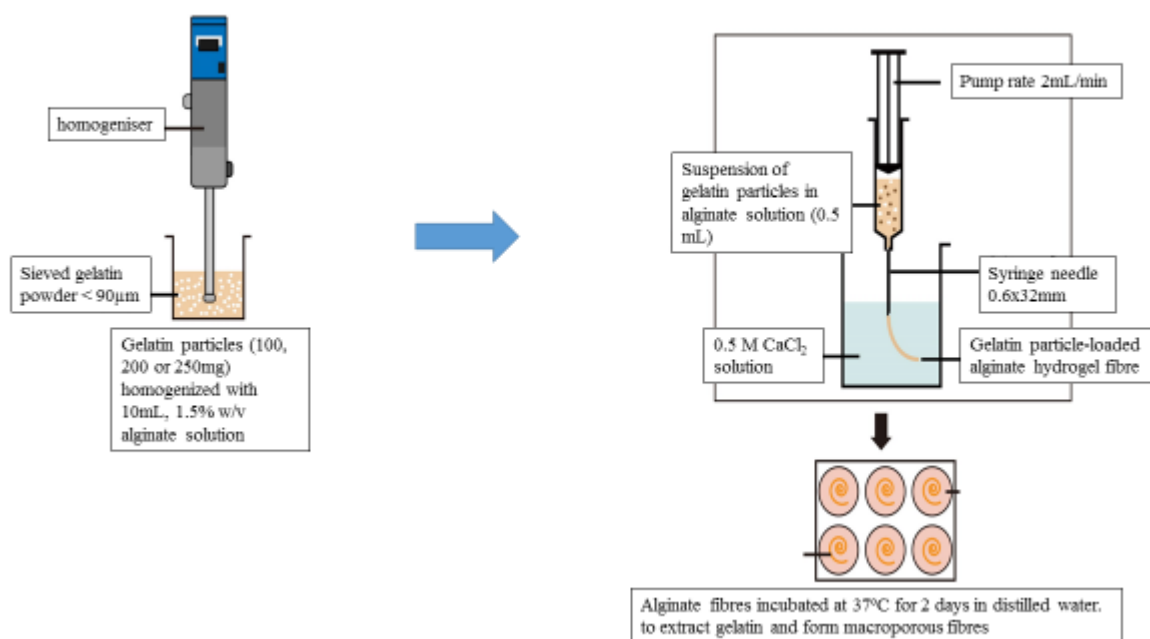 homogeniser
Sieved gelatin
powder < 90µm
Gelatin particles (100,
200 or 250mg)
homogenized with
10mL, 1.5% w/v
alginate solution
Pump rate 2mL/min
Suspension of
gelatin particles in
alginate solution (0.5
mL)
Syringe needle
0.6x32mm
0.5 M CaCl₂
solution
Gelatin particle-loaded
alginate hydrogel fibre
Alginate fibres incubated at 37⁰C for 2 days in distilled water.
to extract gelatin and form macroporous fibres